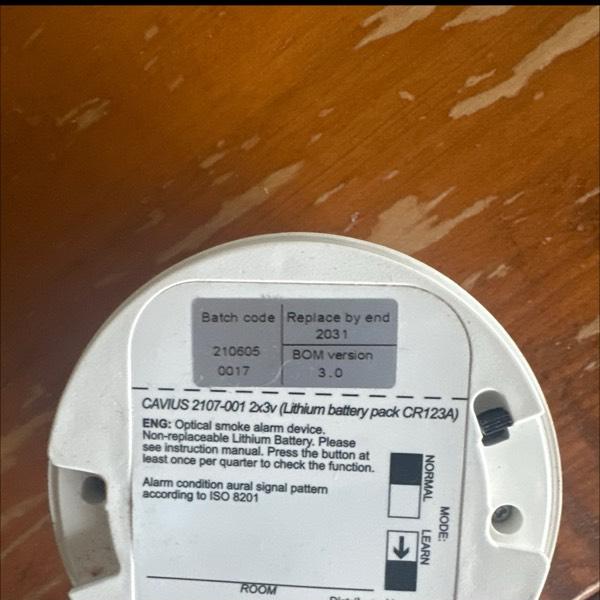 Batch code
210605
0017
Replace by end
2031
BOM version
3.0
CAVIUS 2107-001 2x3v (Lithium battery pack CR123A)
ENG: Optical smoke alarm device.
Non-replaceable Lithium Battery. Please
see instruction manual. Press the button at
least once per quarter to check the function.
Alarm condition aural signal pattern
according to ISO 8201
NORMAL
MODE:
LEARN
ROOM